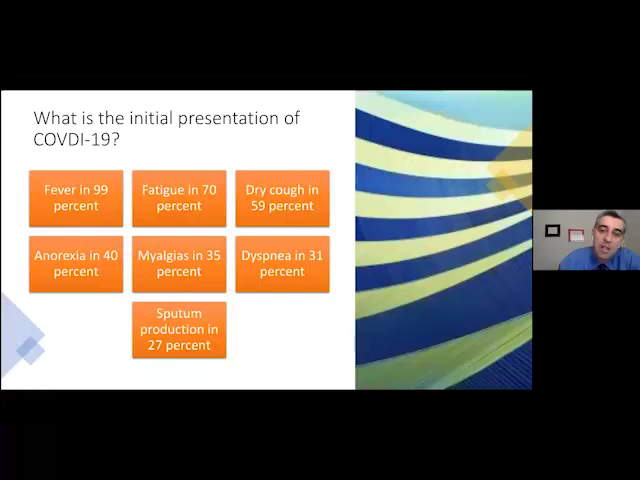 What is the initial presentation of
COVDI-19?
Fever in 99
percent
Fatigue in 70
percent
Dry cough in
59 percent
Anorexia in 40
percent
Myalgias in 35
percent
Dyspnea in 31
percent
Sputum
production in
27 percent